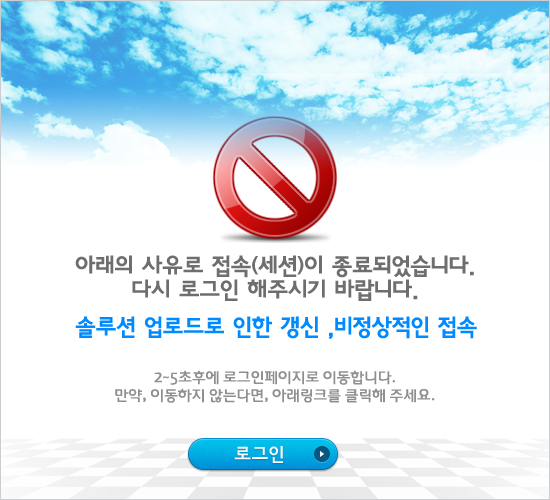 아래의 사유로 접속(세션)이 종료되었습니다.
다시 로그인 해주시기 바랍니다.
솔루션 업로드로 인한 갱신 ,비정상적인 접속
2~5초후에 로그인페이지로 이동합니다.
만약, 이동하지 않는다면, 아래링크를 클릭해 주세요.
로그인